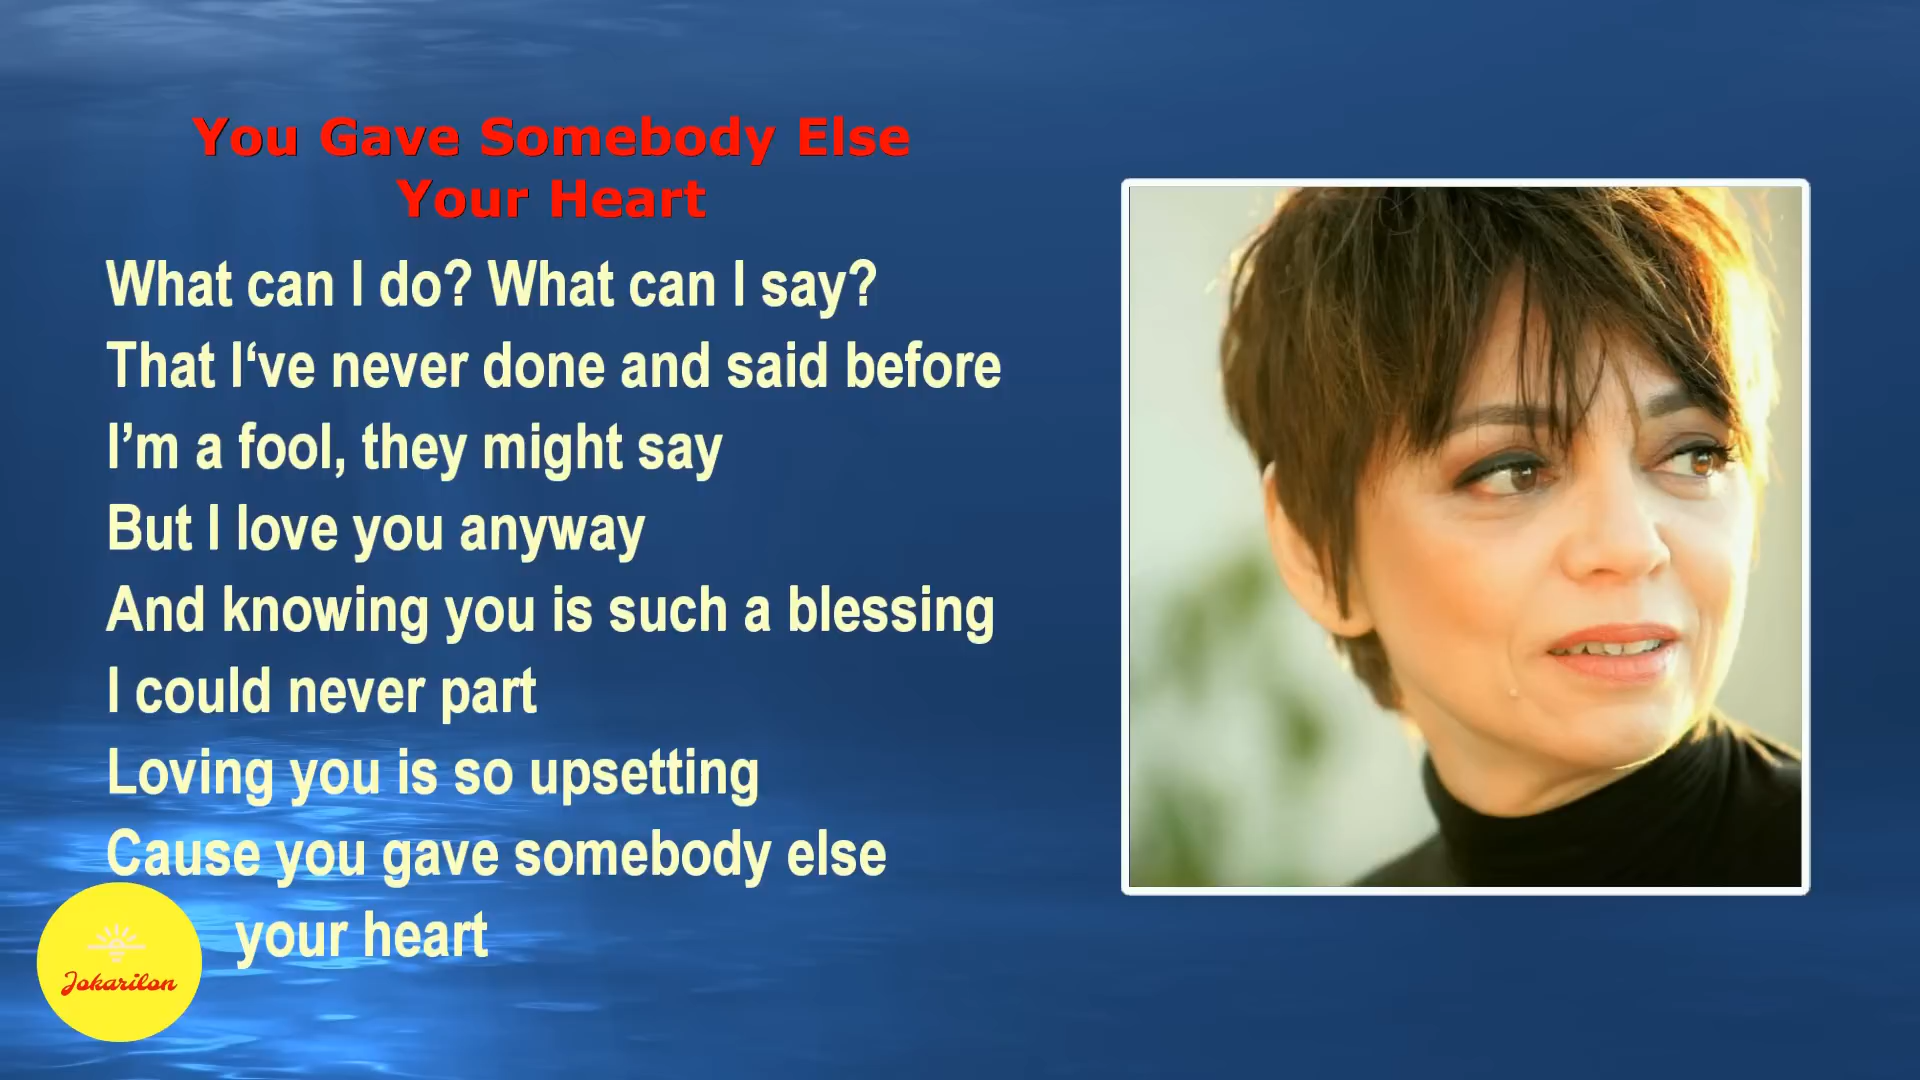 You Gave Somebody Else
Your Heart
What can I do? What can I say?
That I‘ve never done and said before
I’m a fool, they might say
But I love you anyway
And knowing you is such a blessing
I could never part
Loving you is so upsetting
Cause you gave somebody else
your heart
Jokarilon